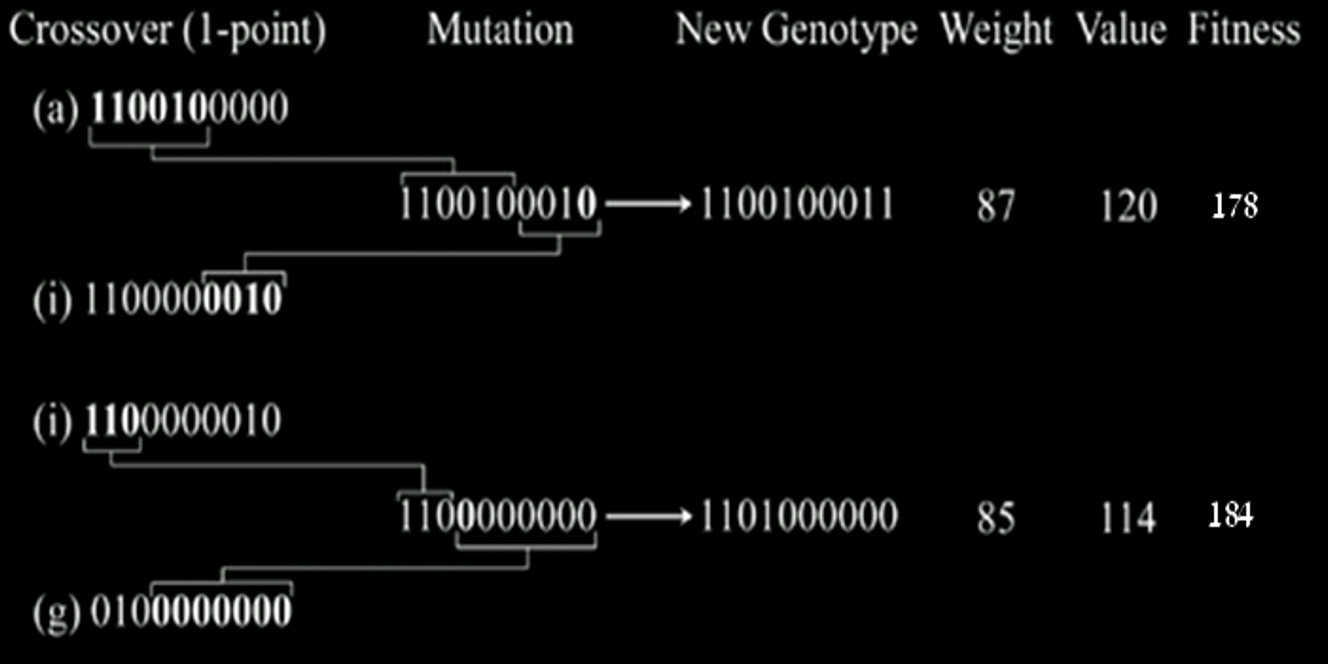 Crossover (1-point) Mutation New Genotype Weight Value Fitness
(a) 1100100000
1100100010 1100100011 87 120 178
(i) 1100000010
(i) 1100000010
1100000000 1101000000 85 114 184
(g) 0100000000